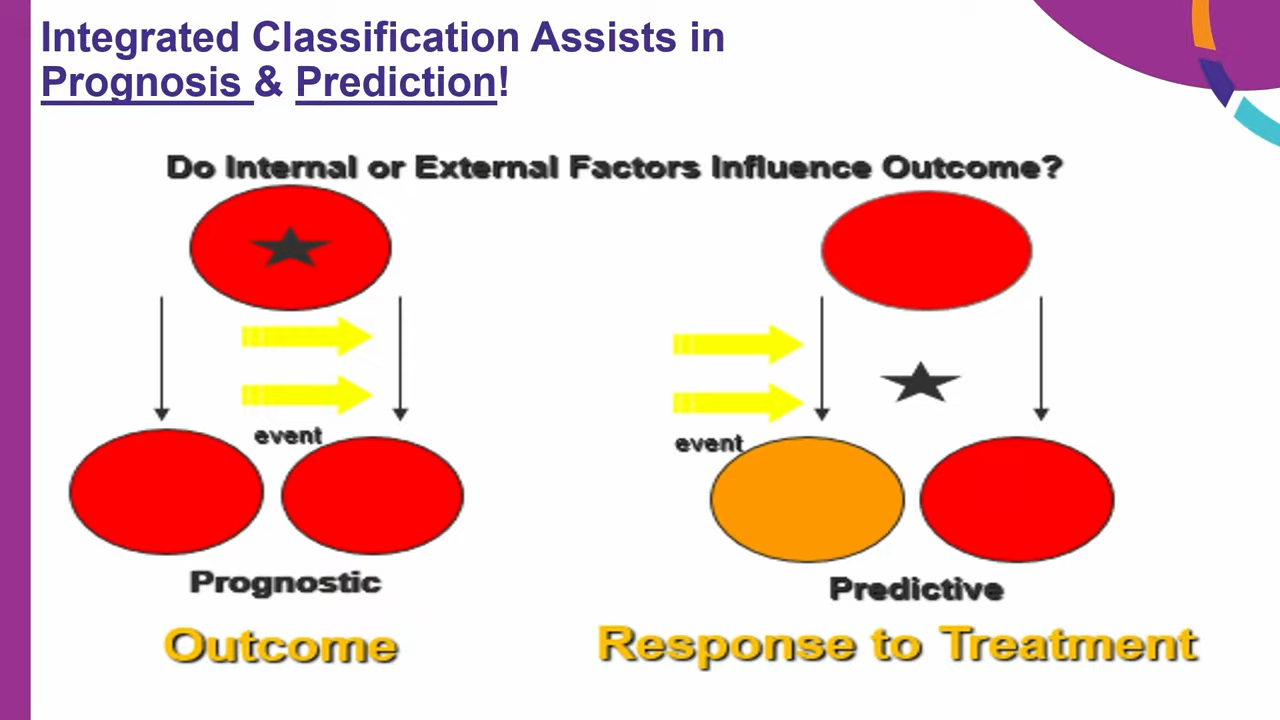 Integrated Classification Assists in
Prognosis & Prediction!
Do Internal or External Factors Influence Outcome?
event
event
Prognostic
Predictive
Outcome
Response to Treatment